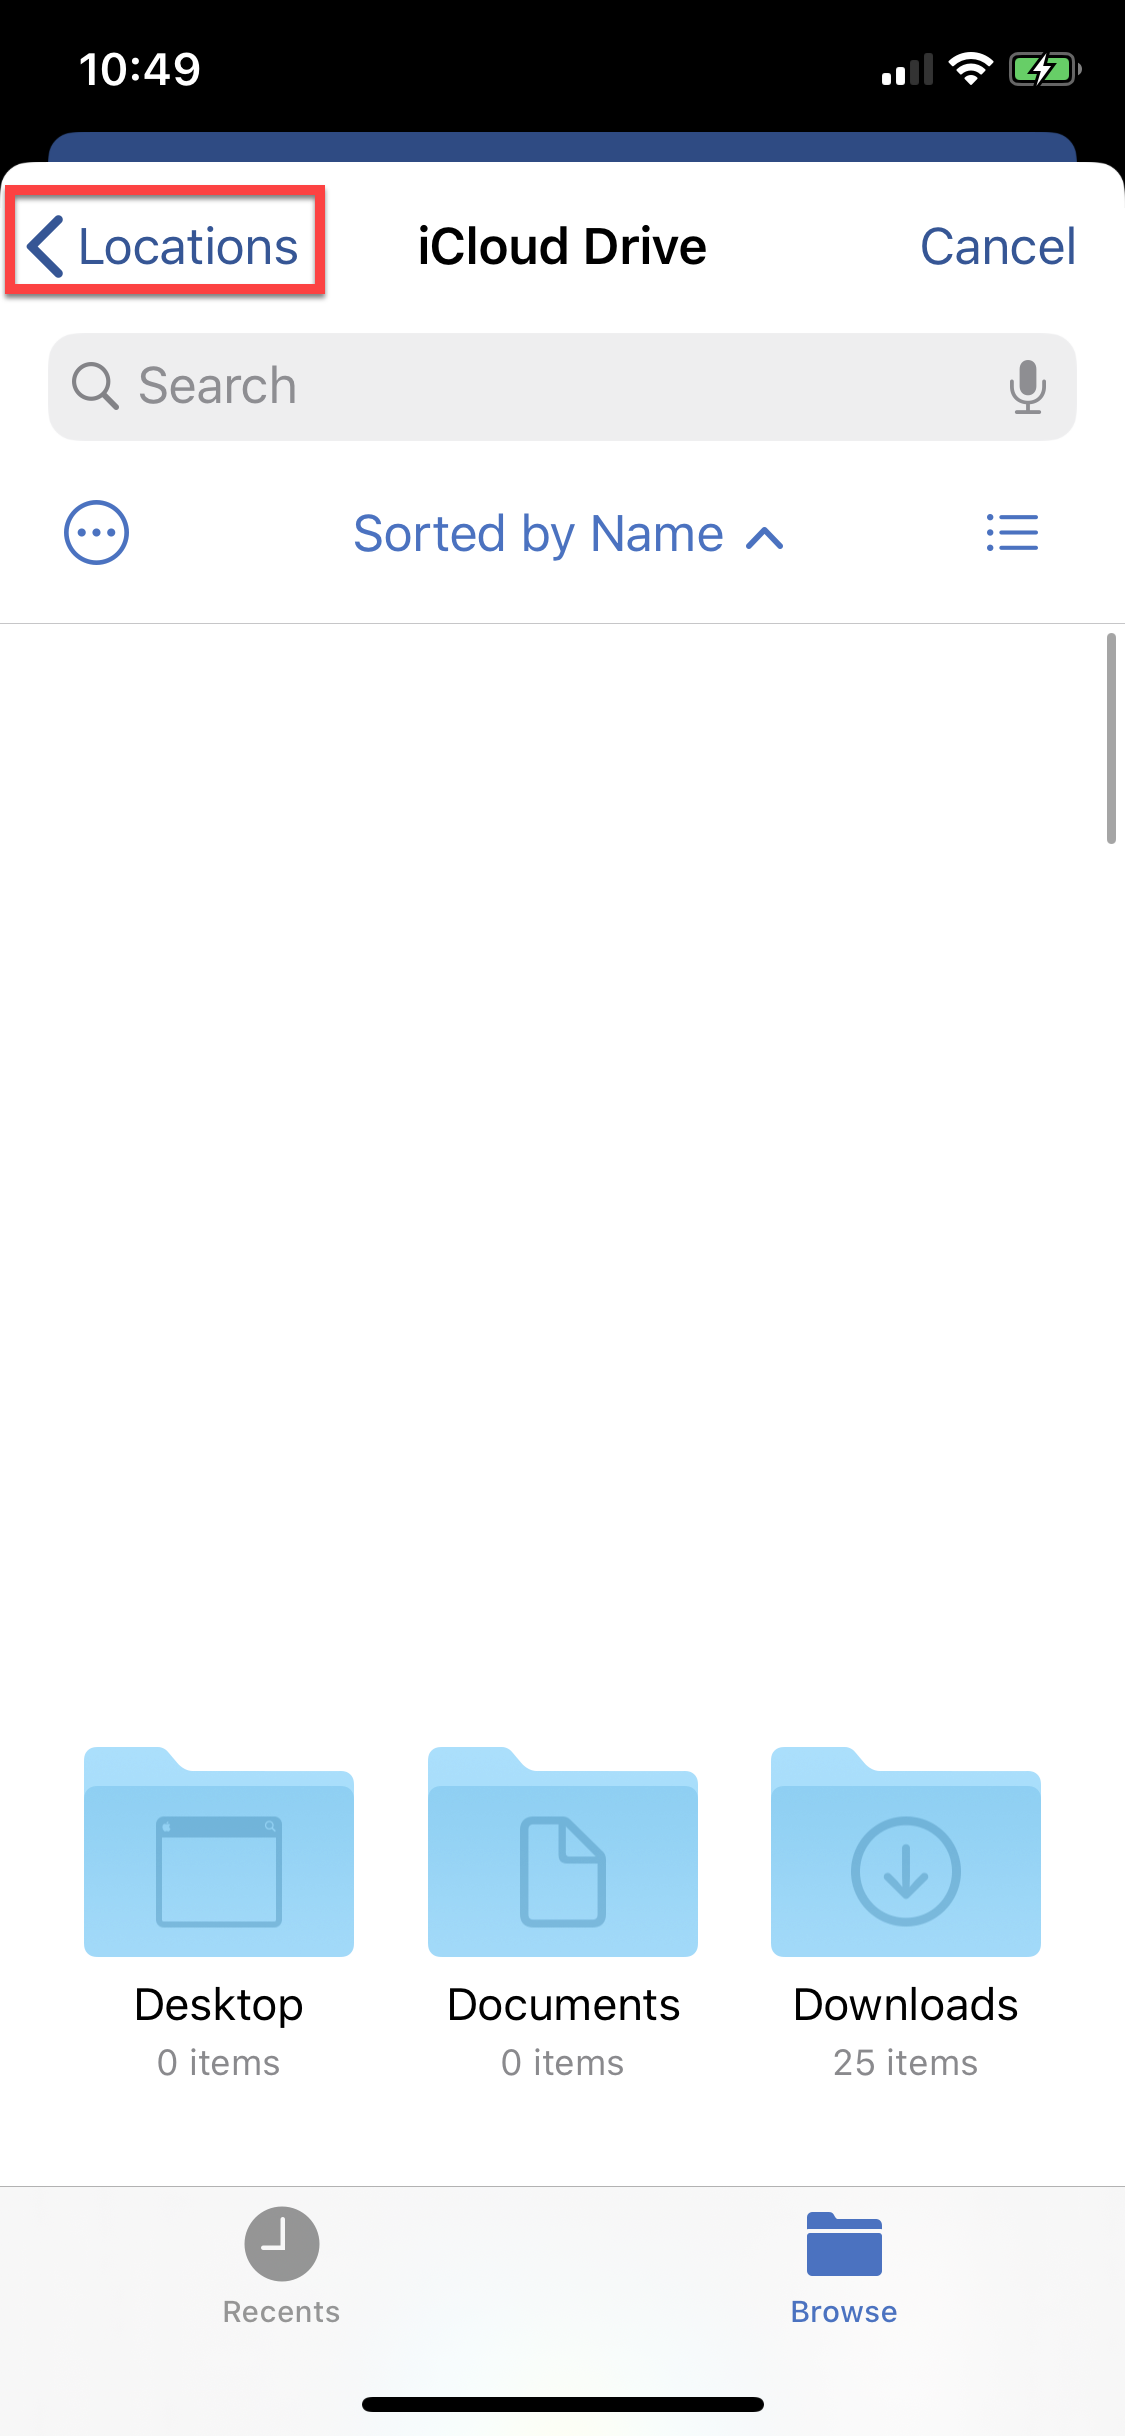 10:49
Locations
iCloud Drive
Cancel
Search
Sorted by Name
Desktop
Documents
Downloads
0 items
0 items
25 items
Recents
Browse